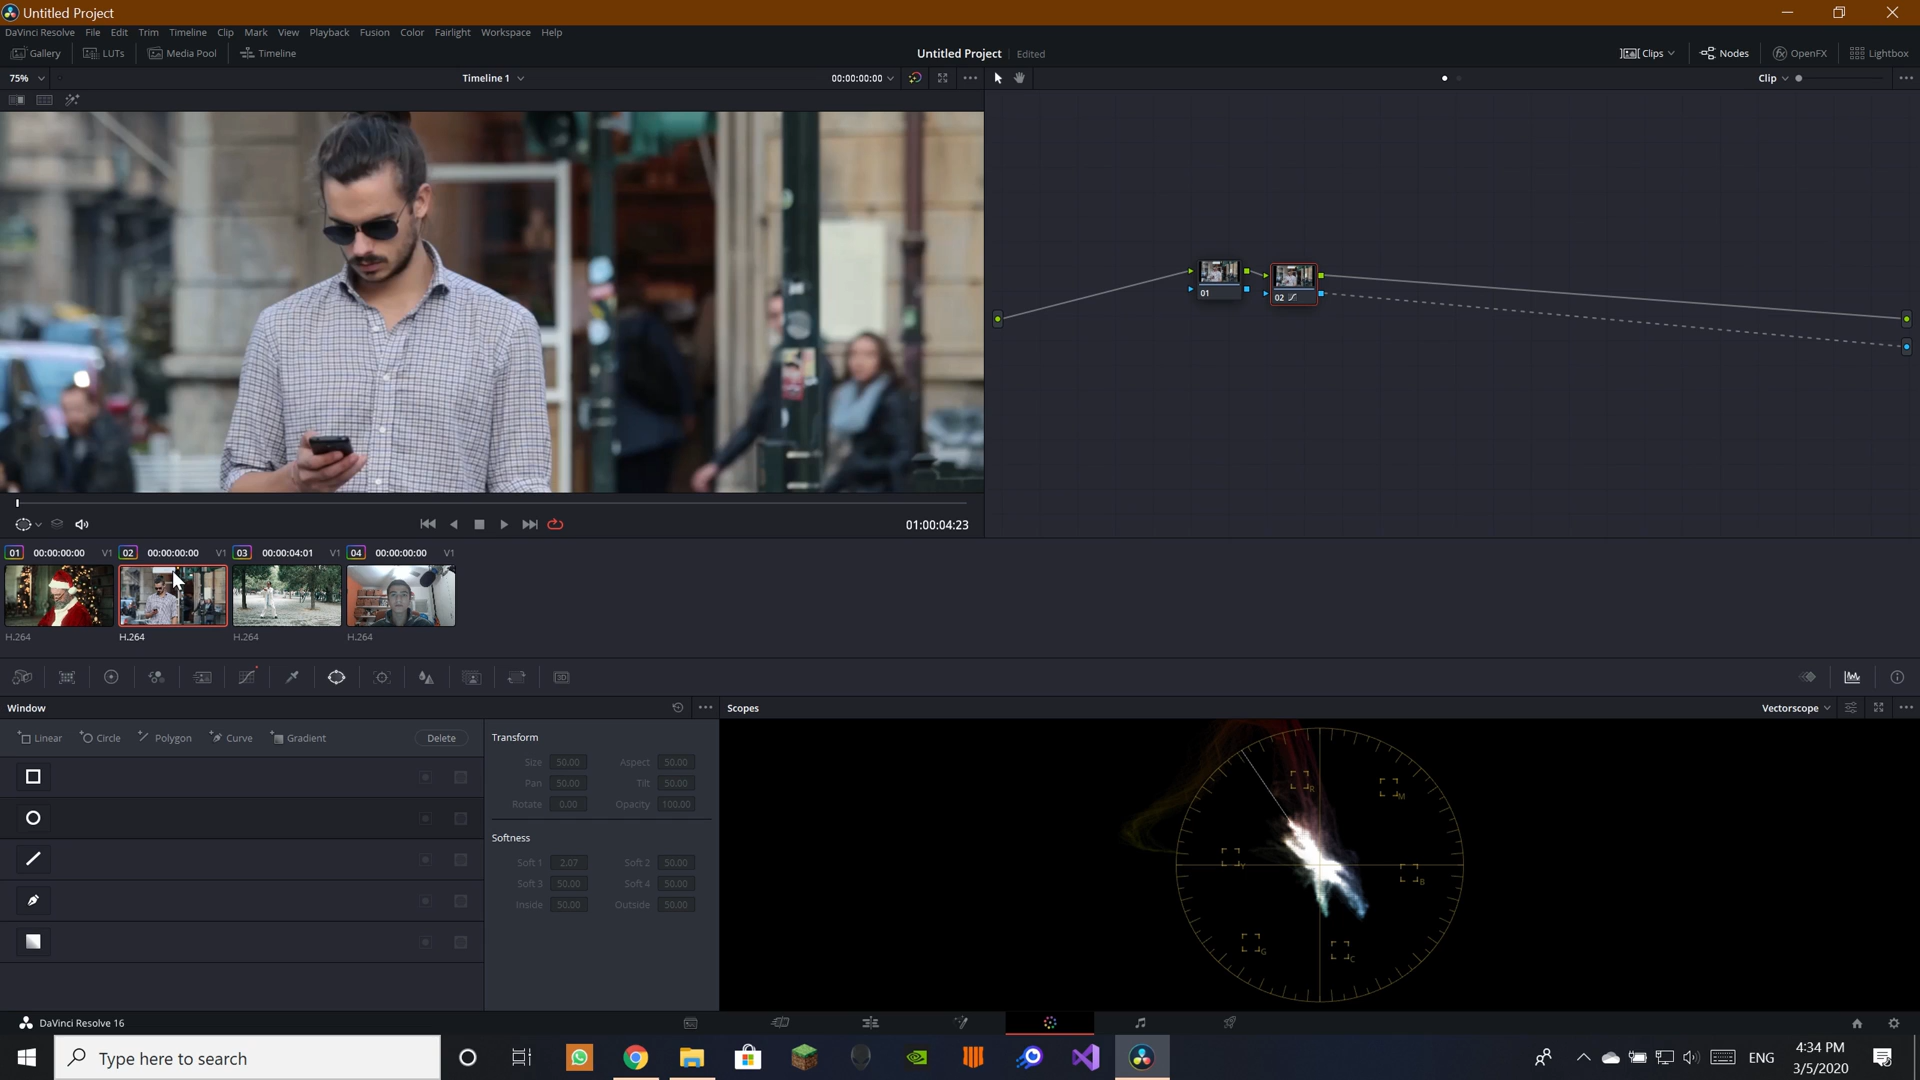 Untitled Project
DaVinci Resolve File Edit Trim Timeline Clip Mark View Playback Fusion Color Fairlight Workspace Help
Gallery LUTs Media Pool Timeline Untitled Project Edited Clips Nodes OpenFX Lightbox
75% Timeline 1 00:00:00:00 Clip
01 02
01:00:04:23
01 00:00:00:00 V1 02 00:00:00:00 V1 03 00:00:04:01 V1 04 00:00:00:00 V1
H.264 H.264 H.264 H.264
Window Scopes Vectorscope
Linear Circle Polygon Curve Gradient Delete
Transform
Size 50.00 Aspect 50.00
Pan 50.00 Tilt 50.00
Rotate 0.00 Opacity 100.00
Softness
Soft 1 2.07 Soft 2 50.00
Soft 3 50.00 Soft 4 50.00
Inside 50.00 Outside 50.00
R M
Y B
G C
DaVinci Resolve 16
Type here to search ENG 4:34 PM
3/5/2020